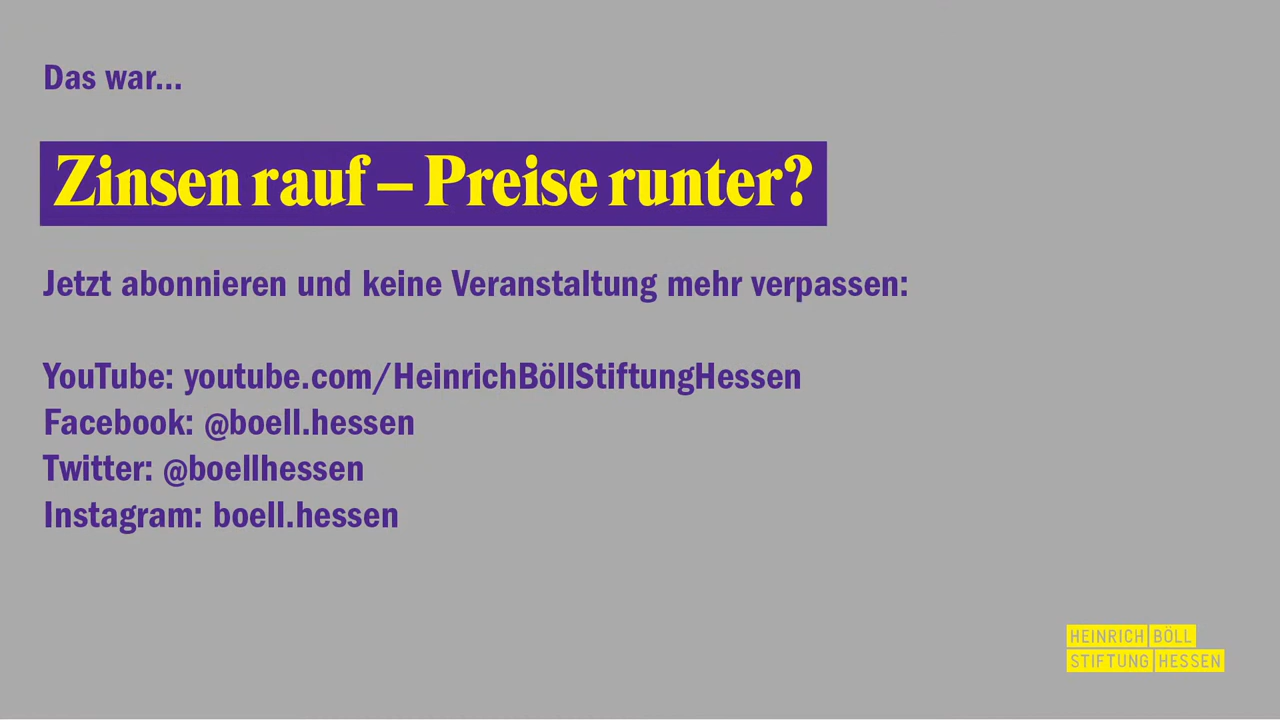 Das war...
Zinsen rauf – Preise runter?
Jetzt abonnieren und keine Veranstaltung mehr verpassen:
YouTube: youtube.com/HeinrichBöllStiftungHessen
Facebook: @boell.hessen
Twitter: @boellhessen
Instagram: boell.hessen
HEINRICH BÖLL
STIFTUNG HESSEN